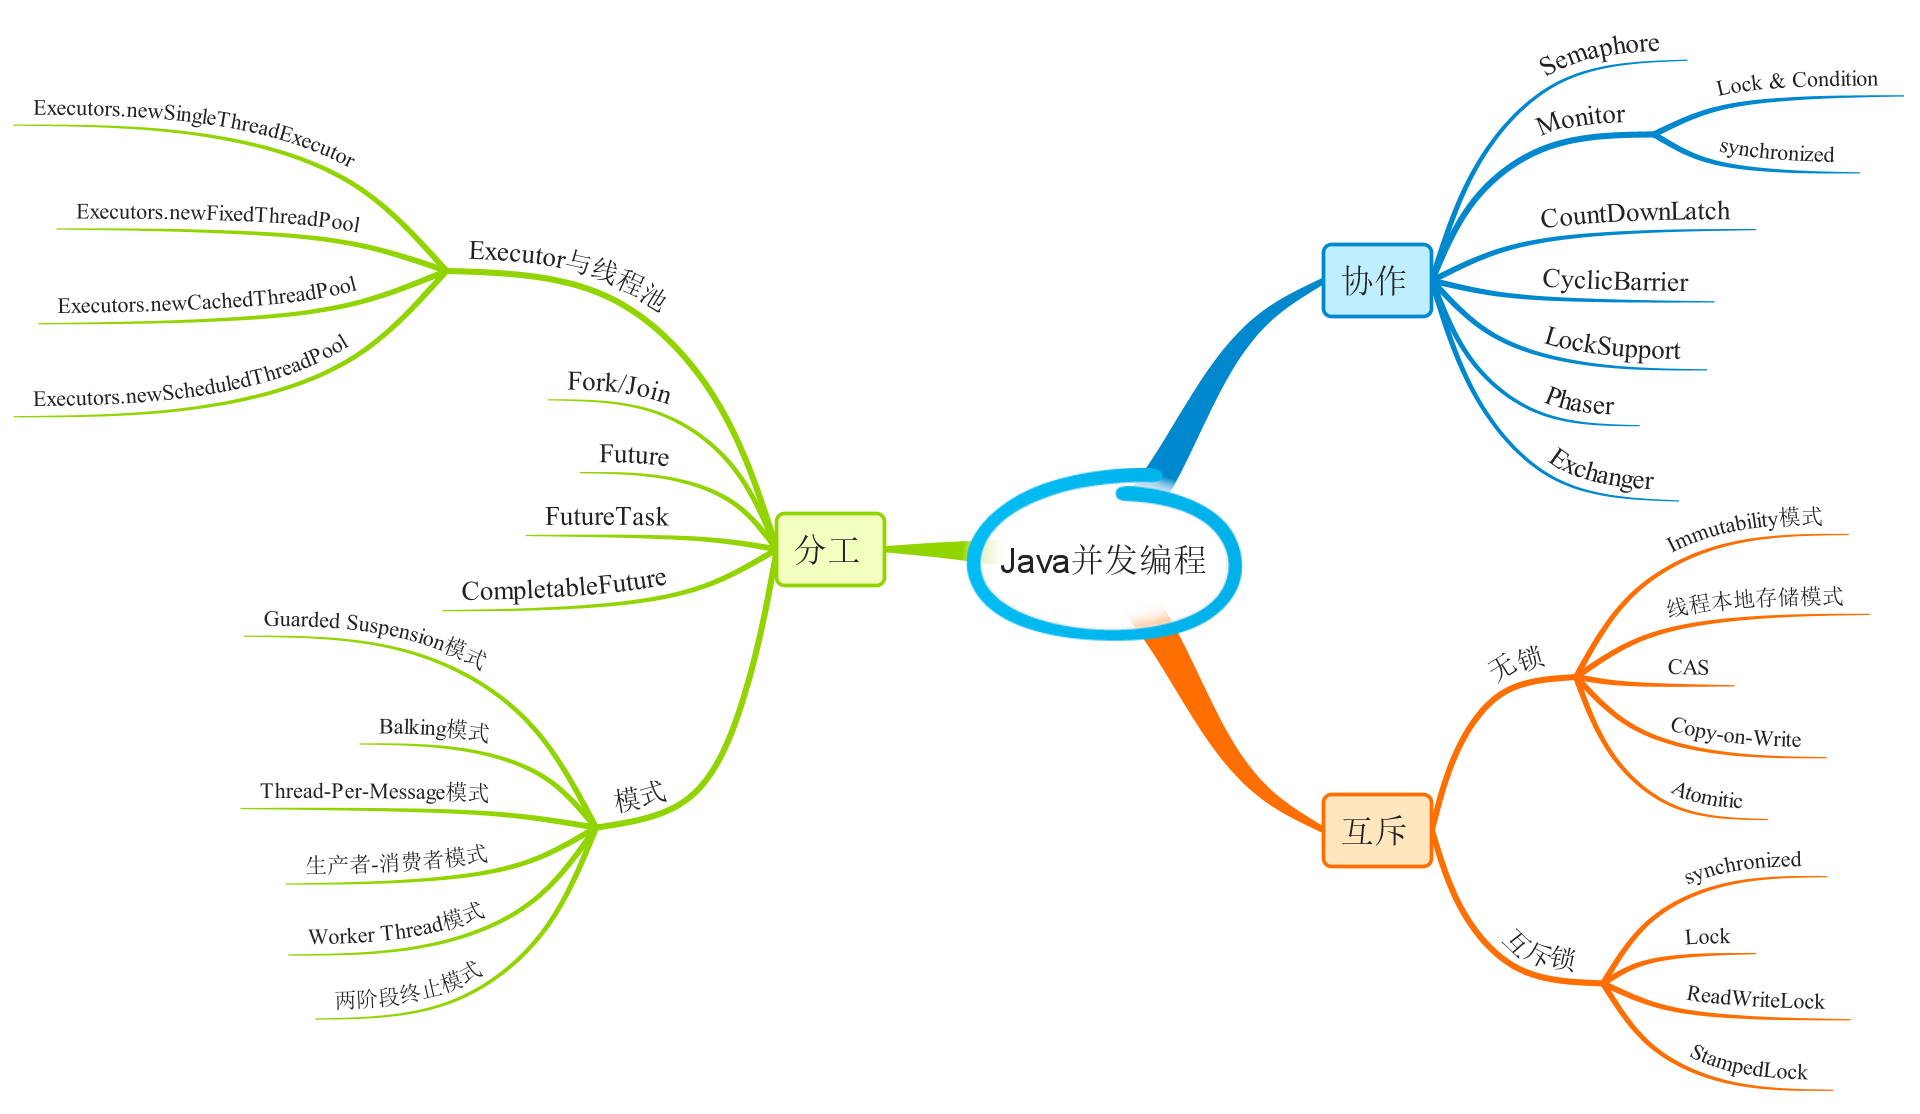 Java并发编程
协作
Semaphore
Monitor
Lock & Condition
synchronized
CountDownLatch
CyclicBarrier
LockSupport
Phaser
Exchanger
互斥
无锁
Immutability模式
线程本地存储模式
CAS
Copy-on-Write
Atomitic
互斥锁
synchronized
Lock
ReadWriteLock
StampedLock
分工
Executor与线程池
Executors.newSingleThreadExecutor
Executors.newFixedThreadPool
Executors.newCachedThreadPool
Executors.newScheduledThreadPool
Fork/Join
Future
FutureTask
CompletableFuture
模式
Guarded Suspension模式
Balking模式
Thread-Per-Message模式
生产者-消费者模式
Worker Thread模式
两阶段终止模式